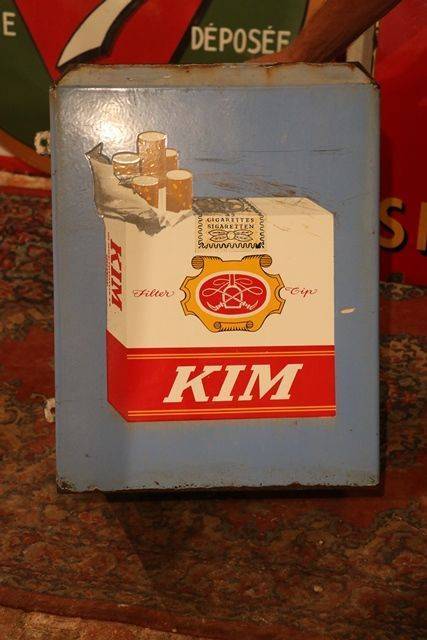 E
DÉPOSÉE
CIGARETTES
SIGARETTEN
KIM
Filter Tip
S
KIM